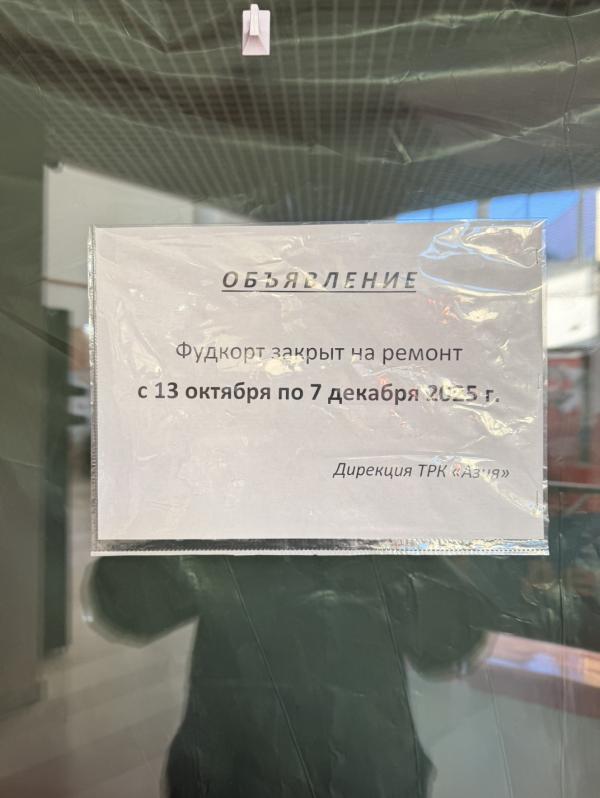 ОБЪЯВЛЕНИЕ
Фудкорт закрыт на ремонт
с 13 октября по 7 декабря 2025 г.
Дирекция ТРК «Азия»